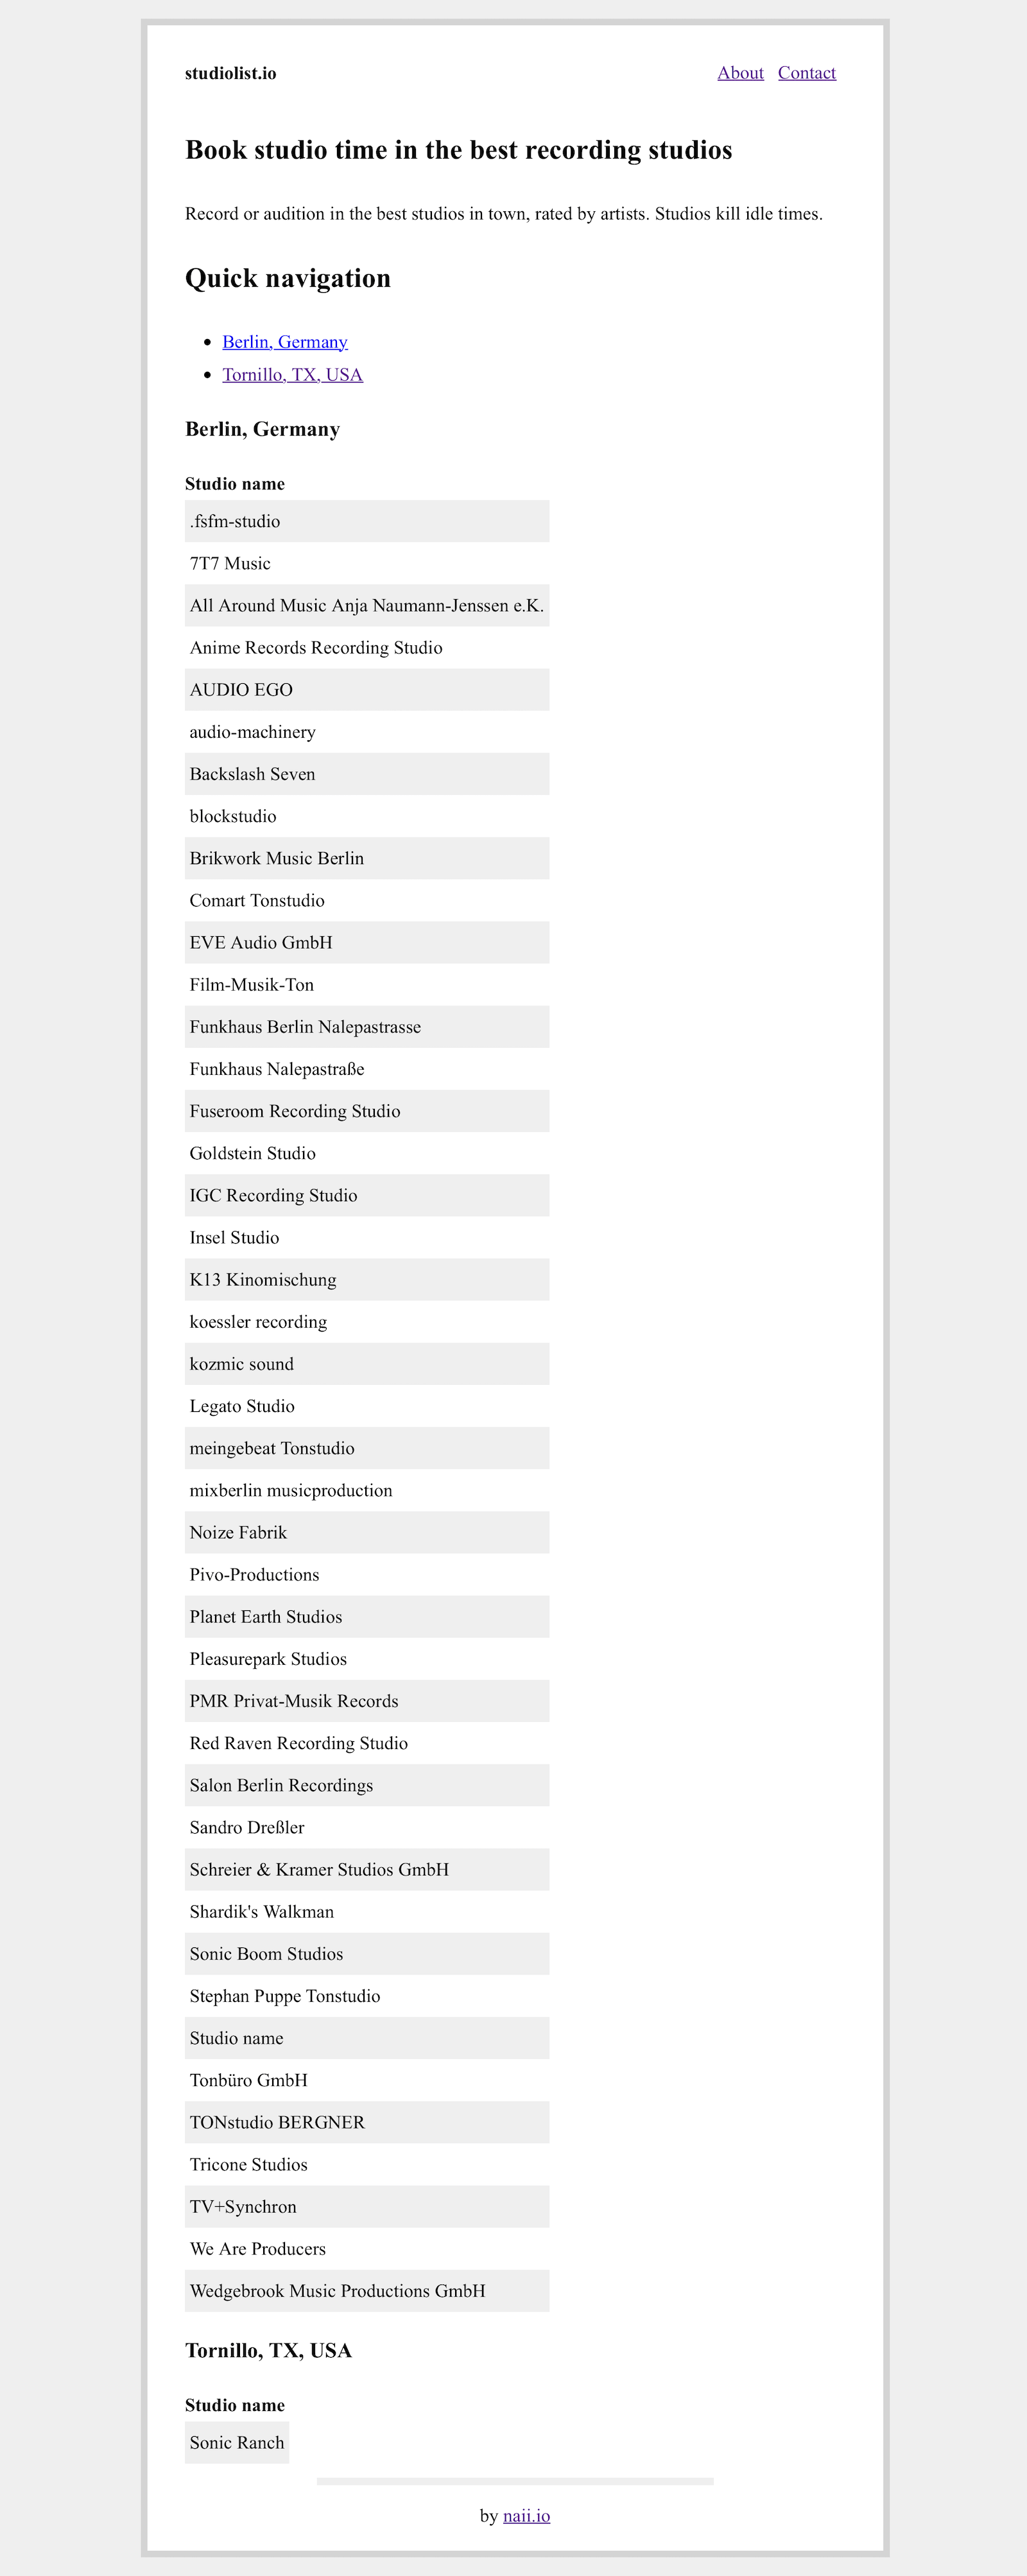 studiolist.io
About Contact
Book studio time in the best recording studios
Record or audition in the best studios in town, rated by artists. Studios kill idle times.
Quick navigation
Berlin, Germany
Tornillo, TX, USA
Berlin, Germany
Studio name
.fsfm-studio
7T7 Music
All Around Music Anja Naumann-Jenssen e.K.
Anime Records Recording Studio
AUDIO EGO
audio-machinery
Backslash Seven
blockstudio
Brikwork Music Berlin
Comart Tonstudio
EVE Audio GmbH
Film-Musik-Ton
Funkhaus Berlin Nalepastrasse
Funkhaus Nalepastraße
Fuseroom Recording Studio
Goldstein Studio
IGC Recording Studio
Insel Studio
K13 Kinomischung
koessler recording
kozmic sound
Legato Studio
meingebeat Tonstudio
mixberlin musicproduction
Noize Fabrik
Pivo-Productions
Planet Earth Studios
Pleasurepark Studios
PMR Privat-Musik Records
Red Raven Recording Studio
Salon Berlin Recordings
Sandro Dreßler
Schreier & Kramer Studios GmbH
Shardik's Walkman
Sonic Boom Studios
Stephan Puppe Tonstudio
Studio name
Tonbüro GmbH
TONstudio BERGNER
Tricone Studios
TV+Synchron
We Are Producers
Wedgebrook Music Productions GmbH
Tornillo, TX, USA
Studio name
Sonic Ranch
by naii.io